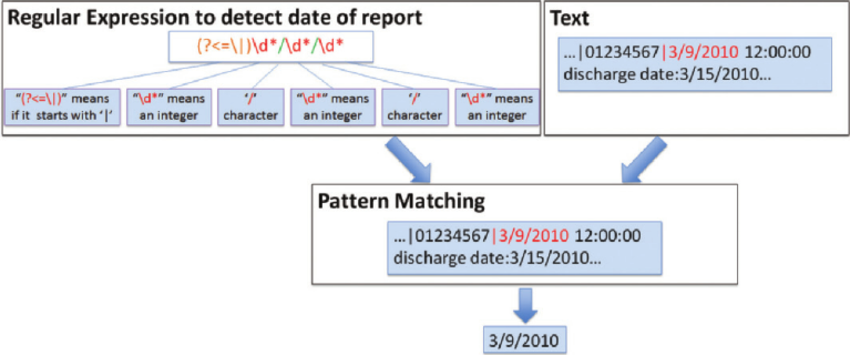 Regular Expression to detect date of report
(?<=\|)\d*/\d*/\d*
“(?<=\|)” means
if it starts with ‘|‘
“\d*” means
an integer
‘/’
character
“\d*” means
an integer
‘/’
character
“\d*” means
an integer
Text
...|01234567|3/9/2010 12:00:00
discharge date:3/15/2010...
Pattern Matching
...|01234567|3/9/2010 12:00:00
discharge date:3/15/2010...
3/9/2010